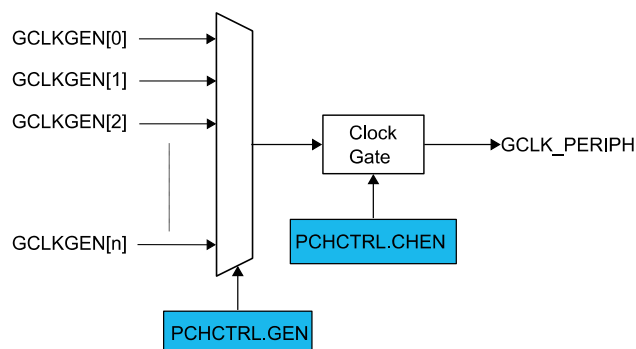 GCLKGEN[0]
GCLKGEN[1]
GCLKGEN[2]
GCLKGEN[n]
Clock
Gate
GCLK_PERIPH
PCHCTRL.CHEN
PCHCTRL.GEN